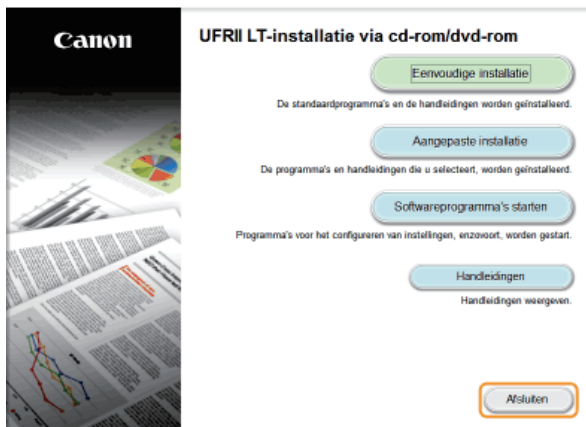 Canon
UFRII LT-installatie via cd-rom/dvd-rom
Eenvoudige installatie
De standaardprogramma's en de handleidingen worden geïnstalleerd.
Aangepaste installatie
De programma's en handleidingen die u selecteert, worden geïnstalleerd.
Softwareprogramma's starten
Programma's voor het configureren van instellingen, enzovoort, worden gestart.
Handleidingen
Handleidingen weergeven.
Afsluiten